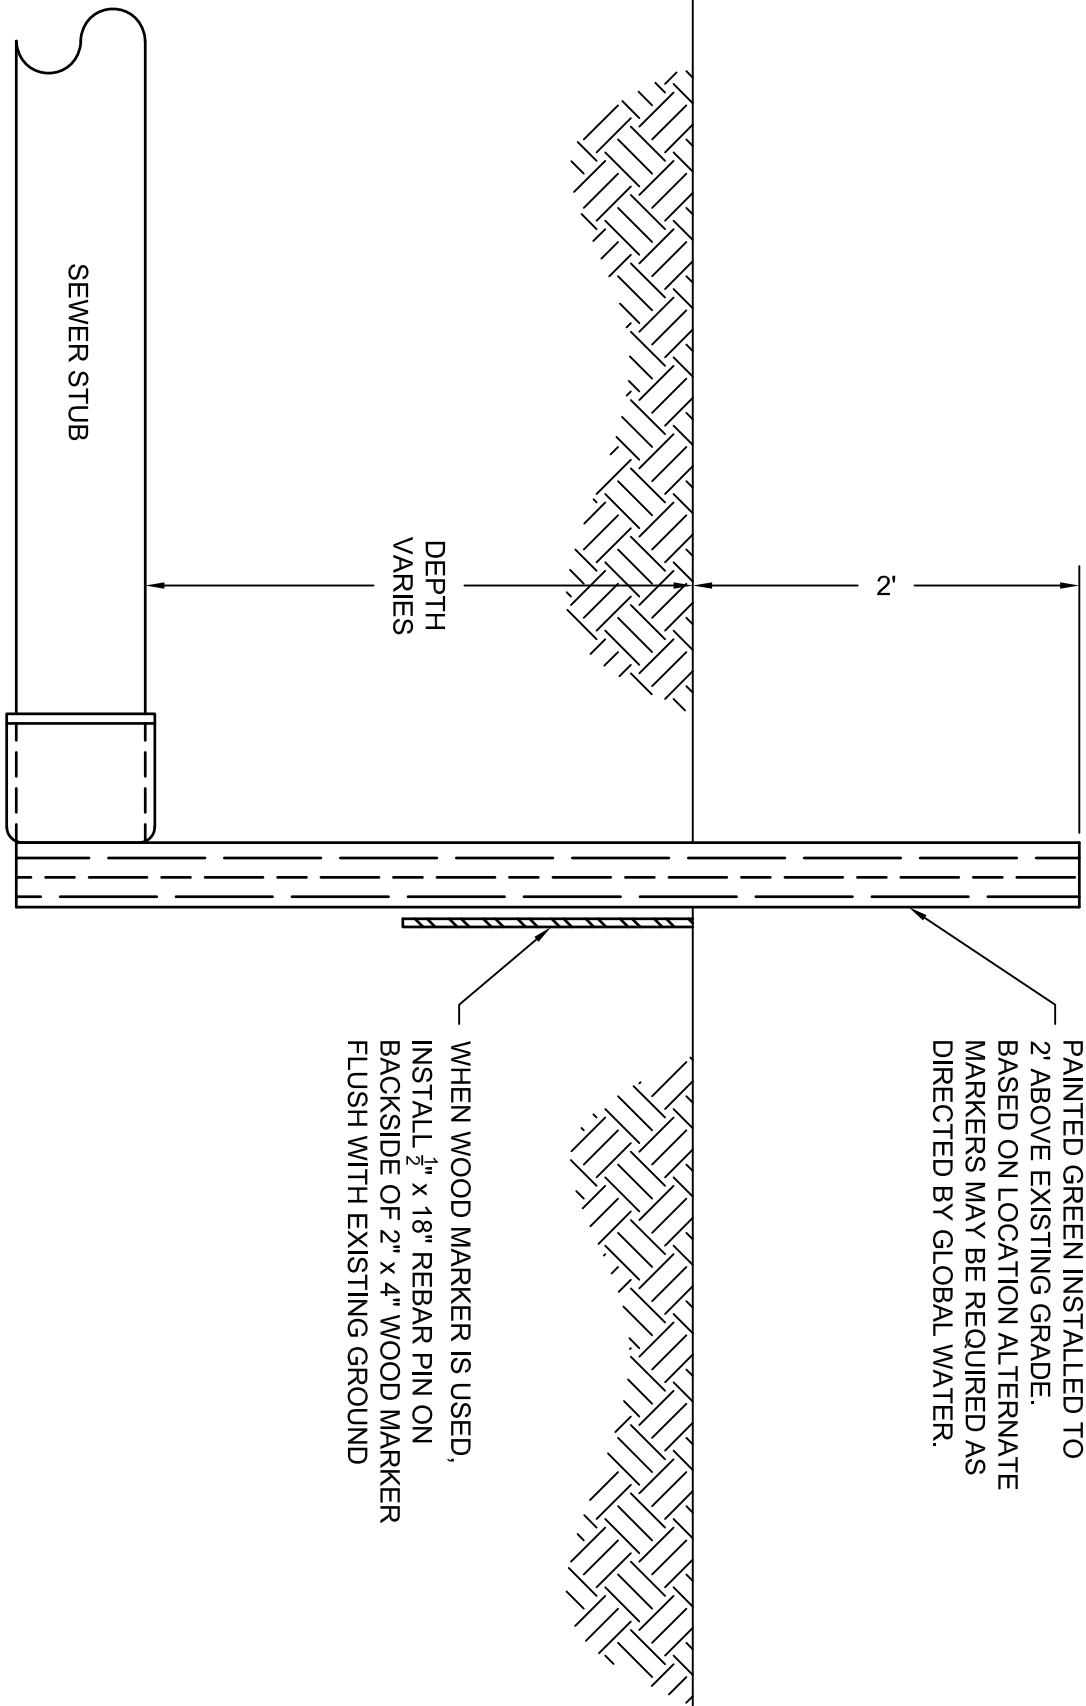 PAINTED GREEN INSTALLED TO
2' ABOVE EXISTING GRADE.
BASED ON LOCATION ALTERNATE
MARKERS MAY BE REQUIRED AS
DIRECTED BY GLOBAL WATER.
2'
WHEN WOOD MARKER IS USED,
INSTALL 1/2" x 18" REBAR PIN ON
BACKSIDE OF 2" x 4" WOOD MARKER
FLUSH WITH EXISTING GROUND
DEPTH
VARIES
SEWER STUB